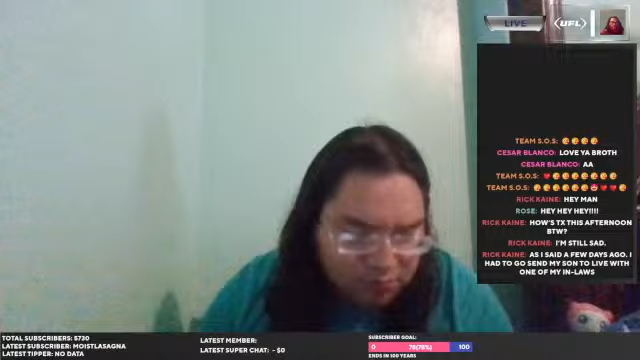 LIVE
UFL
TEAM S.O.S: 😘 😘 😘 😘
CESAR BLANCO: LOVE YA BROTH
CESAR BLANCO: AA
TEAM S.O.S:
TEAM S.O.S:
RICK KAINE: HEY MAN
ROSE: HEY HEY HEY!!!!
RICK KAINE: HOW'S TX THIS AFTERNOON
BTW?
RICK KAINE: I'M STILL SAD.
RICK KAINE: AS I SAID A FEW DAYS AGO. I
HAD TO GO SEND MY SON TO LIVE WITH
ONE OF MY IN-LAWS
TOTAL SUBSCRIBERS: 5730
LATEST SUBSCRIBER: MOISTLASAGNA
LATEST TIPPER: NO DATA
LATEST MEMBER:
LATEST SUPER CHAT: - $0
SUBSCRIBER GOAL:
0 78(78%) 100
ENDS IN 100 YEARS